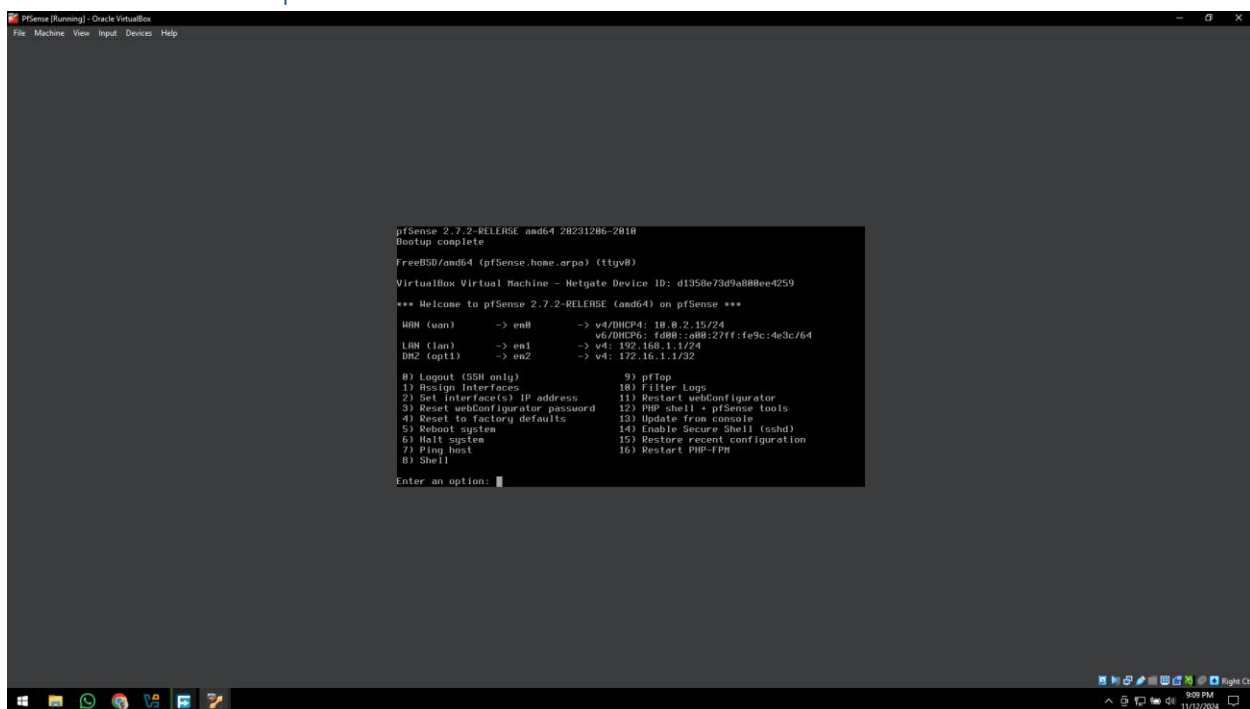 PfSense [Running] - Oracle VirtualBox
File Machine View Input Devices Help
pfSense 2.7.2-RELEASE amd64 20231206-2010
Bootup complete
FreeBSD/amd64 (pfSense.home.arpa) (ttyv0)
VirtualBox Virtual Machine - Netgate Device ID: d1358e73d9a800ee4259
*** Welcome to pfSense 2.7.2-RELEASE (amd64) on pfSense ***
WAN (wan) -> em0 -> v4/DHCP4: 10.0.2.15/24
v6/DHCP6: fd00::a00:27ff:fe9c:4e3c/64
LAN (lan) -> em1 -> v4: 192.168.1.1/24
DMZ (opt1) -> em2 -> v4: 172.16.1.1/32
0) Logout (SSH only) 9) pfTop
1) Assign Interfaces 10) Filter Logs
2) Set interface(s) IP address 11) Restart webConfigurator
3) Reset webConfigurator password 12) PHP shell + pfSense tools
4) Reset to factory defaults 13) Update from console
5) Reboot system 14) Enable Secure Shell (sshd)
6) Halt system 15) Restore recent configuration
7) Ping host 16) Restart PHP-FPM
8) Shell
Enter an option:
Right Ct
9:09 PM
11/12/2024